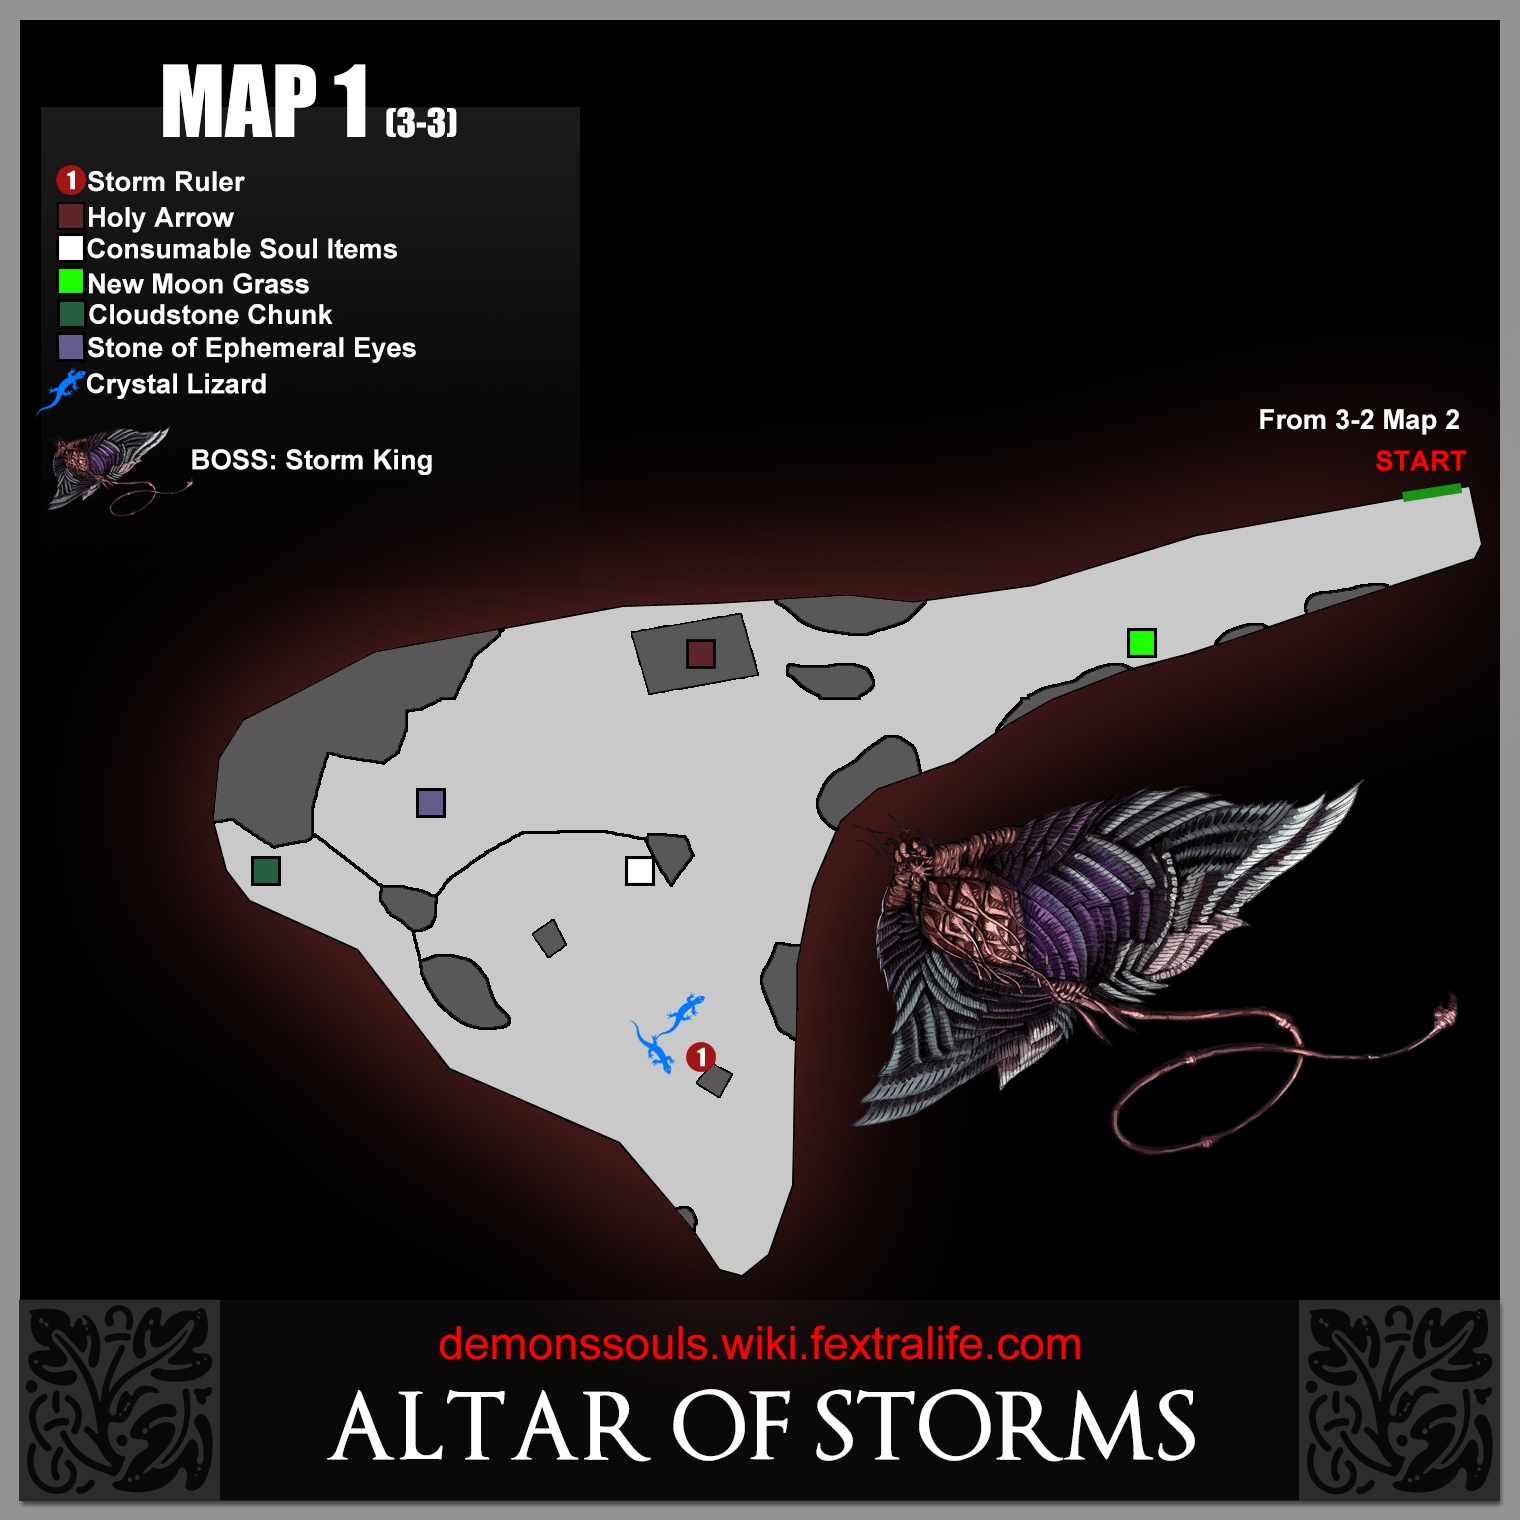 MAP 1 (3-3)
1 Storm Ruler
Holy Arrow
Consumable Soul Items
New Moon Grass
Cloudstone Chunk
Stone of Ephemeral Eyes
Crystal Lizard
BOSS: Storm King
From 3-2 Map 2
START
1
demonssouls.wiki.fextralife.com
ALTAR OF STORMS